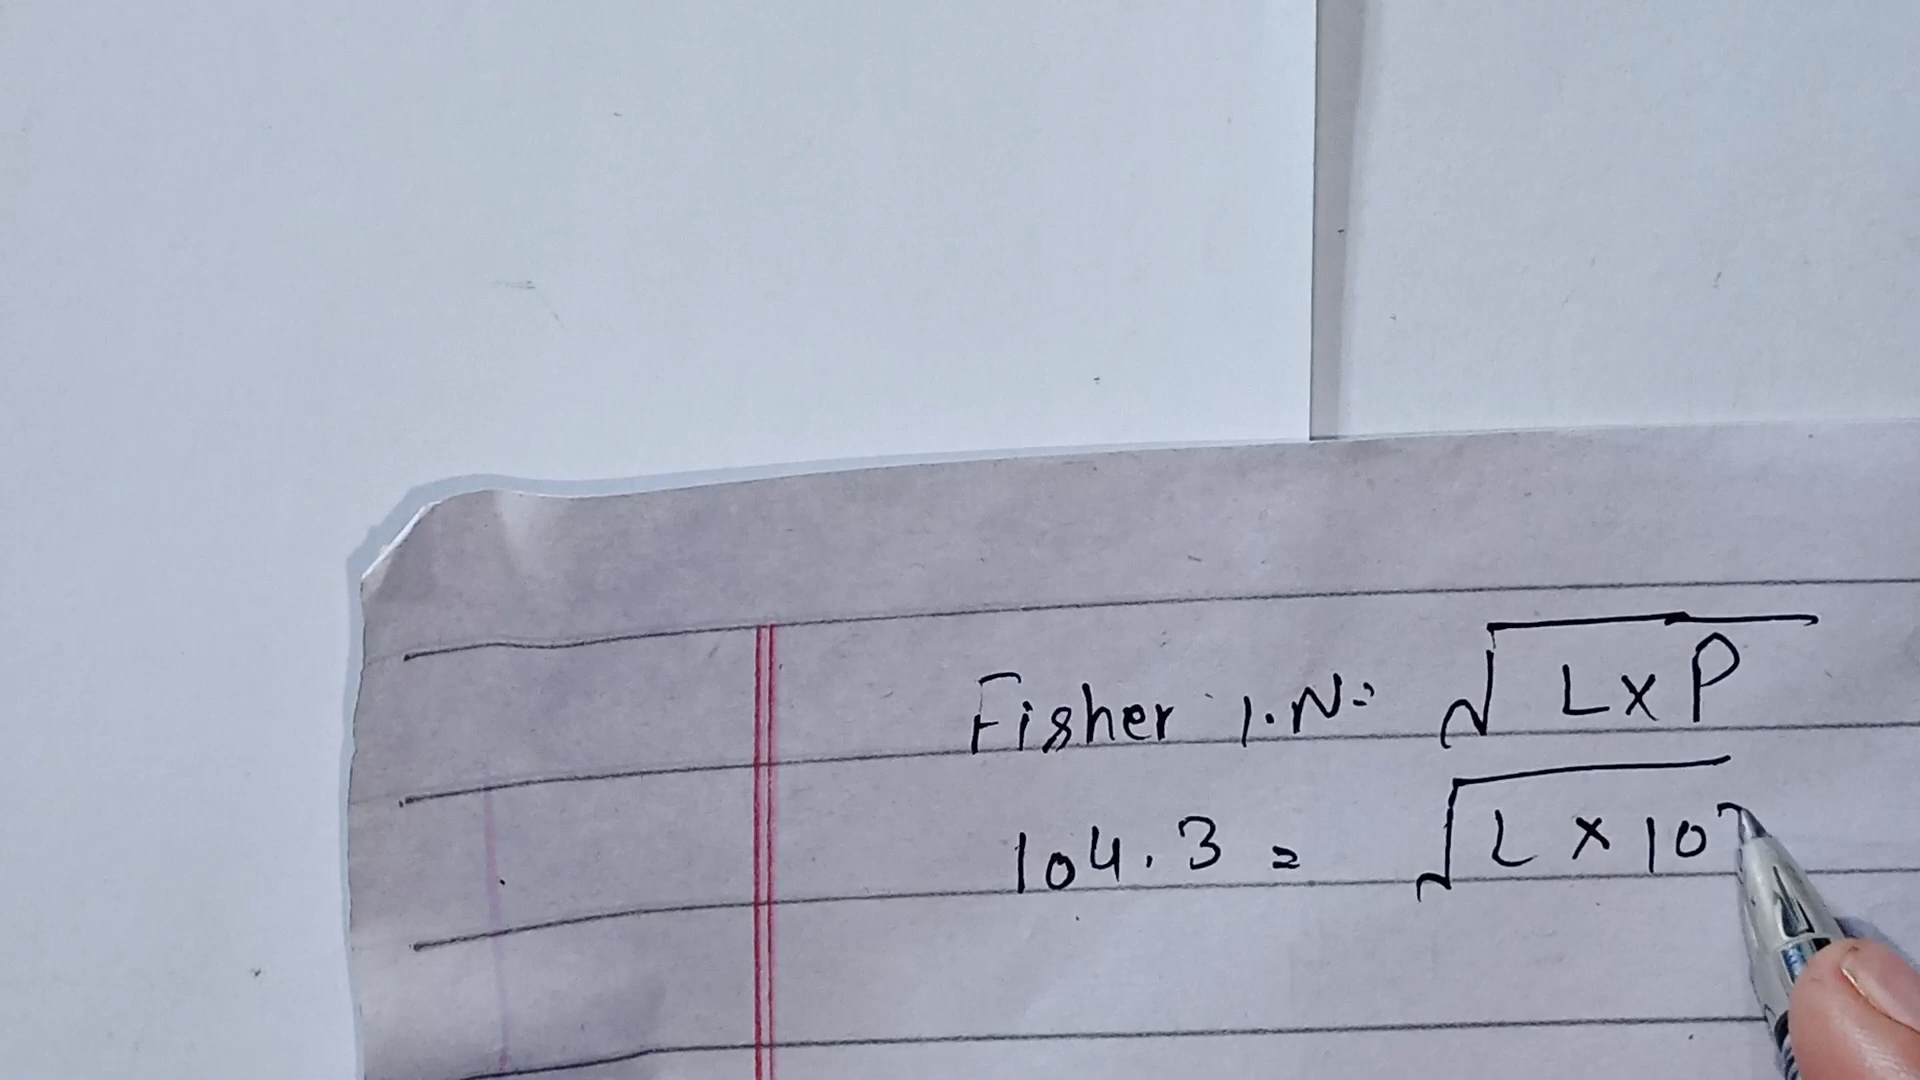 Fisher I.N = √L×P
104.3 = √L × 10